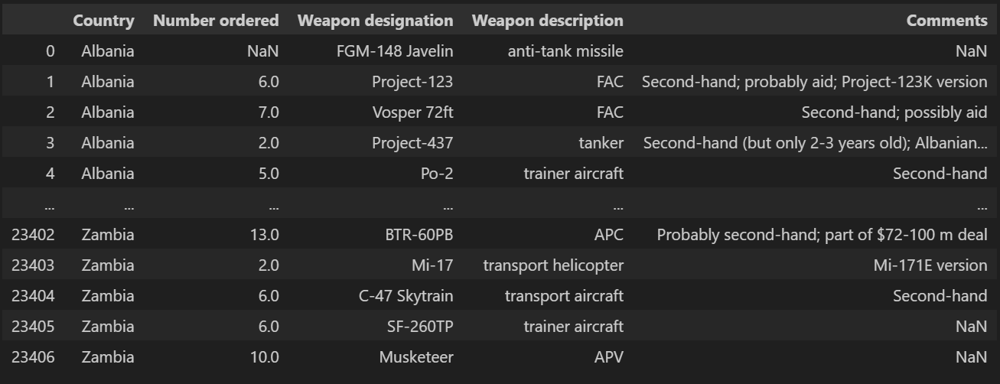 Country Number ordered Weapon designation Weapon description Comments
0 Albania NaN FGM-148 Javelin anti-tank missile NaN
1 Albania 6.0 Project-123 FAC Second-hand; probably aid; Project-123K version
2 Albania 7.0 Vosper 72ft FAC Second-hand; possibly aid
3 Albania 2.0 Project-437 tanker Second-hand (but only 2-3 years old); Albanian...
4 Albania 5.0 Po-2 trainer aircraft Second-hand
... ... ... ... ... ...
23402 Zambia 13.0 BTR-60PB APC Probably second-hand; part of $72-100 m deal
23403 Zambia 2.0 Mi-17 transport helicopter Mi-171E version
23404 Zambia 6.0 C-47 Skytrain transport aircraft Second-hand
23405 Zambia 6.0 SF-260TP trainer aircraft NaN
23406 Zambia 10.0 Musketeer APV NaN